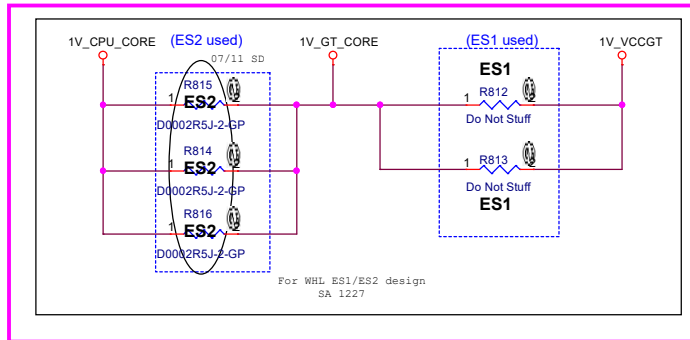 1V_CPU_CORE (ES2 used) 1V_GT_CORE (ES1 used) 1V_VCCGT
07/11 SD
ES1
R815
R812
1 ES2 2
1 2
D0002R5J-2-GP
Do Not Stuff
R814
1 R813 2
1 ES2 2
D0002R5J-2-GP
Do Not Stuff
ES1
R816
1 ES2 2
D0002R5J-2-GP
For WHL ES1/ES2 design
SA 1227